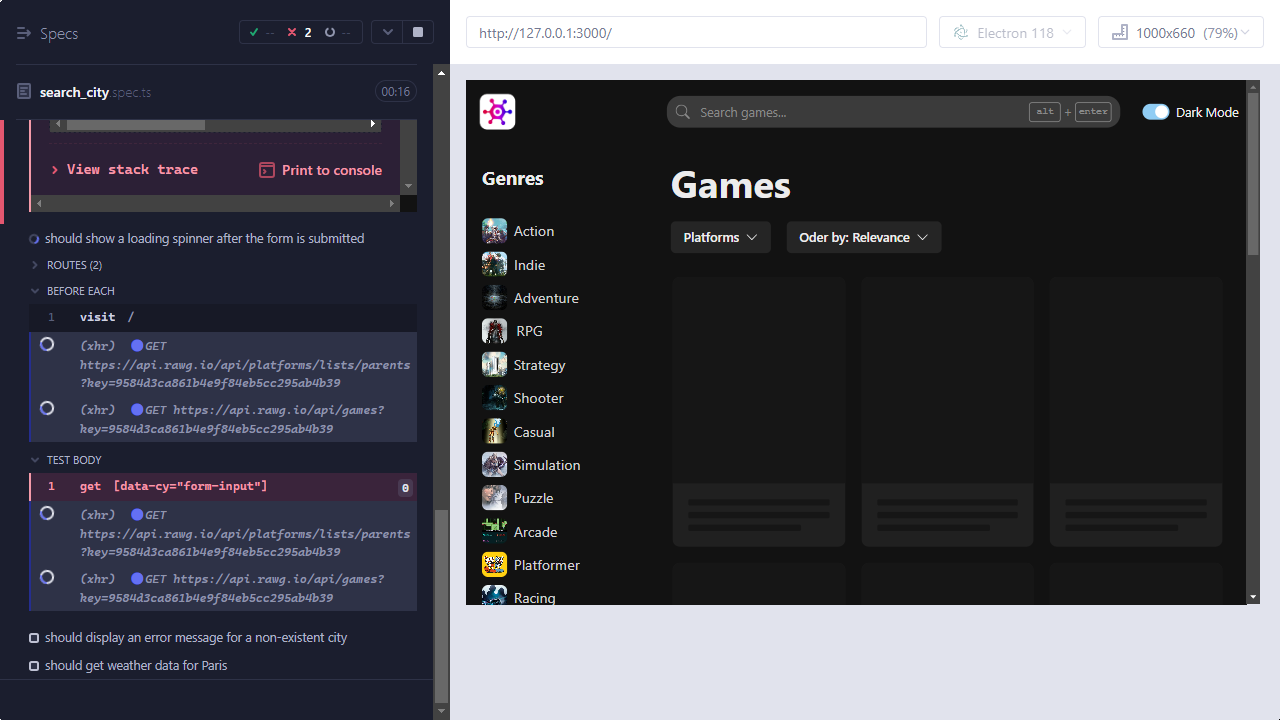 Specs
--
2
--
search_city.spec.ts
00:16
View stack trace
Print to console
should show a loading spinner after the form is submitted
ROUTES (2)
BEFORE EACH
1 visit /
(xhr) GET
https://api.rawg.io/api/platforms/lists/parents
?key=9584d3ca861b4e9f84eb5cc295ab4b39
(xhr) GET https://api.rawg.io/api/games?
key=9584d3ca861b4e9f84eb5cc295ab4b39
TEST BODY
1 get [data-cy="form-input"] 0
(xhr) GET
https://api.rawg.io/api/platforms/lists/parents
?key=9584d3ca861b4e9f84eb5cc295ab4b39
(xhr) GET https://api.rawg.io/api/games?
key=9584d3ca861b4e9f84eb5cc295ab4b39
should display an error message for a non-existent city
should get weather data for Paris
http://127.0.0.1:3000/
Electron 118
1000x660 (79%)
Search games...
alt + enter
Dark Mode
Genres
Action
Indie
Adventure
RPG
Strategy
Shooter
Casual
Simulation
Puzzle
Arcade
Platformer
Racing
Games
Platforms
Oder by: Relevance